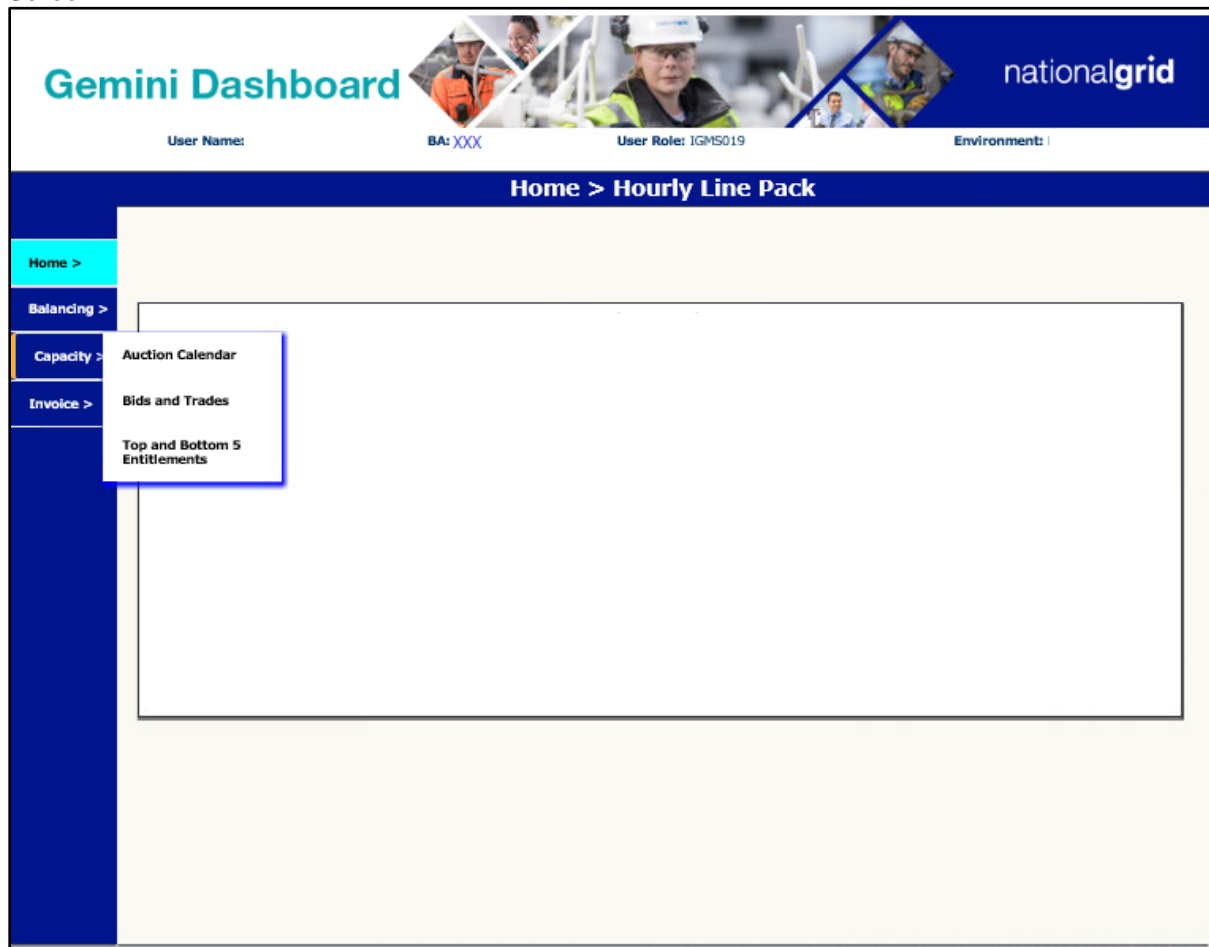 Gemini Dashboard
nationalgrid
User Name: BA: XXX User Role: IGMS019 Environment:
Home > Hourly Line Pack
Home >
Balancing >
Capacity >
Auction Calendar
Bids and Trades
Top and Bottom 5
Entitlements
Invoice >